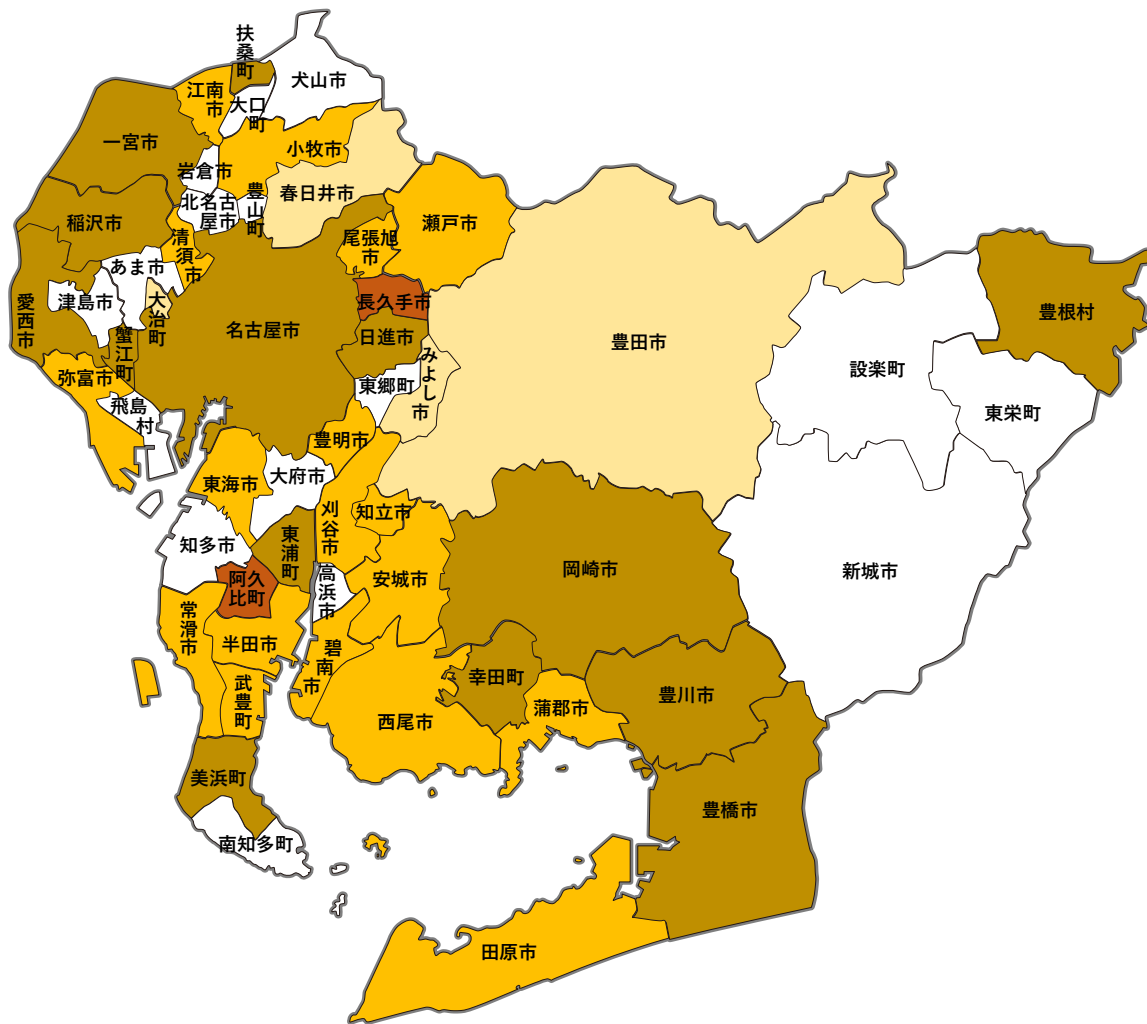 扶桑町
犬山市
江南市
大口町
一宮市
小牧市
岩倉市
春日井市
北名古屋市
豊山町
稲沢市
清須市
尾張旭市
瀬戸市
あま市
津島市
大治町
愛西市
長久手市
名古屋市
日進市
蟹江町
豊田市
豊根村
設楽町
東栄町
みよし市
東郷町
弥富市
飛島村
豊明市
大府市
東海市
刈谷市
知立市
知多市
東浦町
岡崎市
新城市
安城市
高浜市
阿久比町
常滑市
半田市
碧南市
武豊町
幸田町
豊川市
西尾市
蒲郡市
美浜町
豊橋市
南知多町
田原市